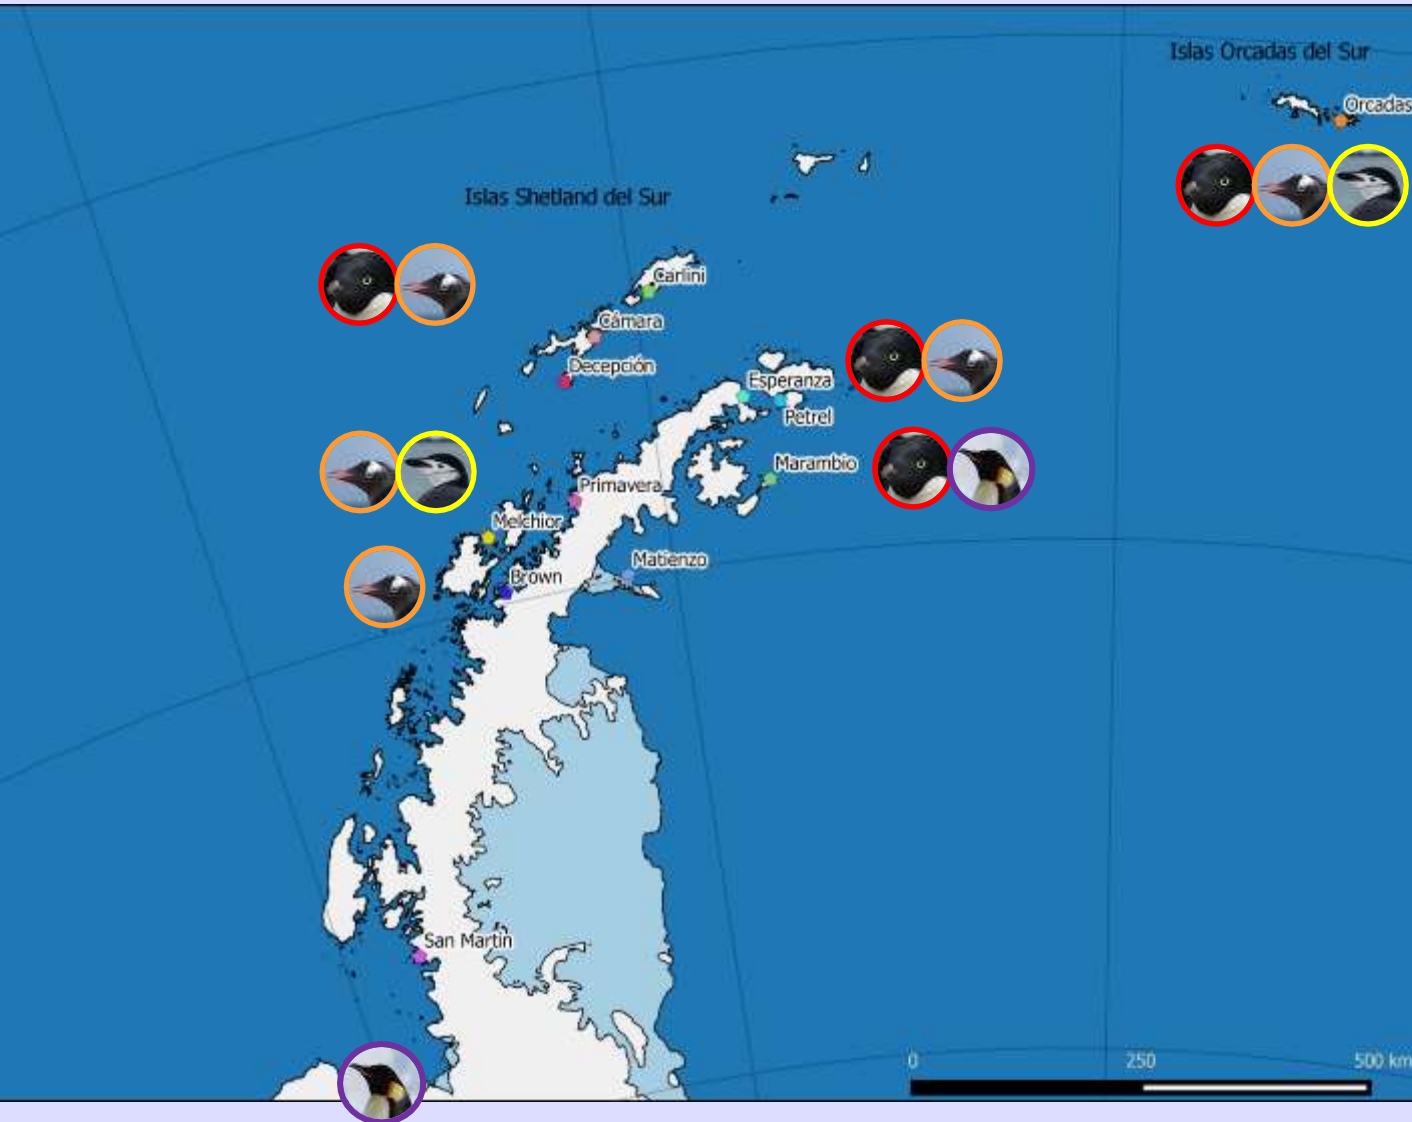 Islas Orcadas del Sur
Orcadas
Islas Shetland del Sur
Carlini
Cámara
Decepción
Esperanza
Petrel
Marambio
Primavera
Melchior
Matienzo
Brown
San Martín
0 250 500 km